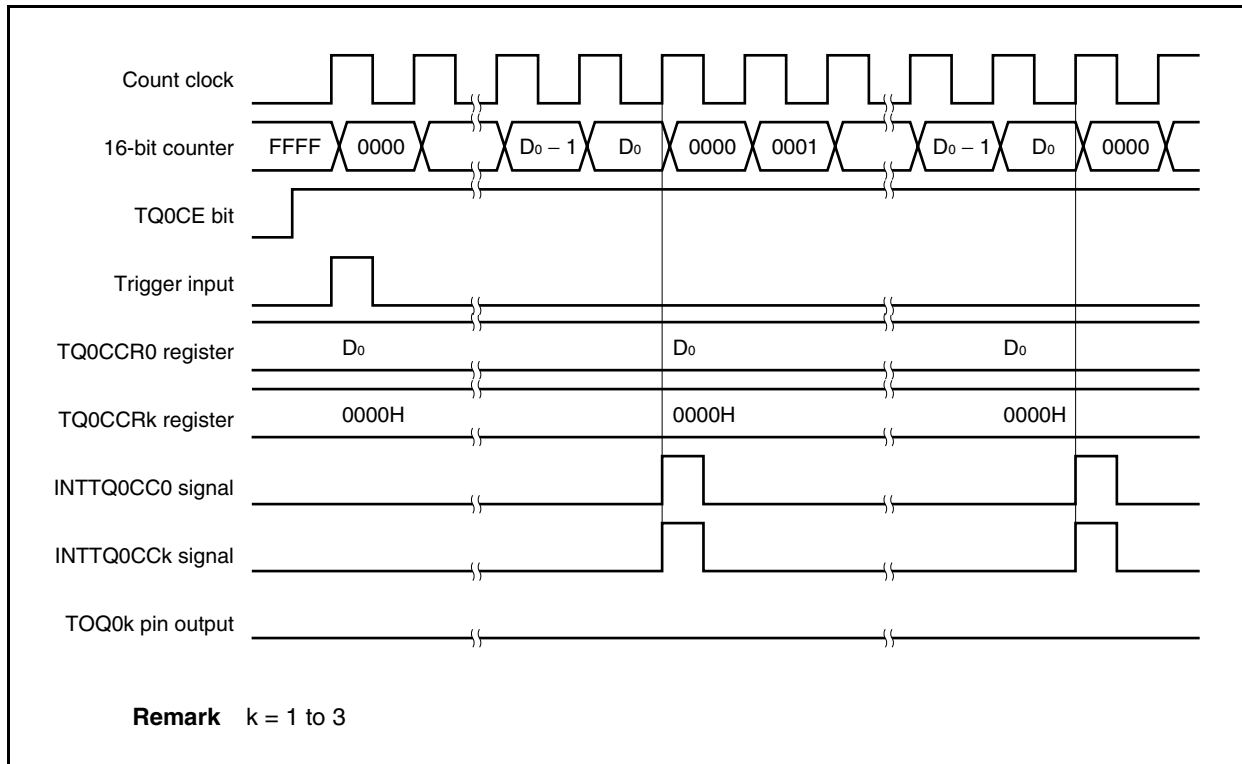 Count clock
16-bit counter FFFF 0000 D₀ − 1 D₀ 0000 0001 D₀ − 1 D₀ 0000
TQ0CE bit
Trigger input
TQ0CCR0 register D₀ D₀ D₀
TQ0CCRk register 0000H 0000H 0000H
INTTQ0CC0 signal
INTTQ0CCk signal
TOQ0k pin output
Remark k = 1 to 3